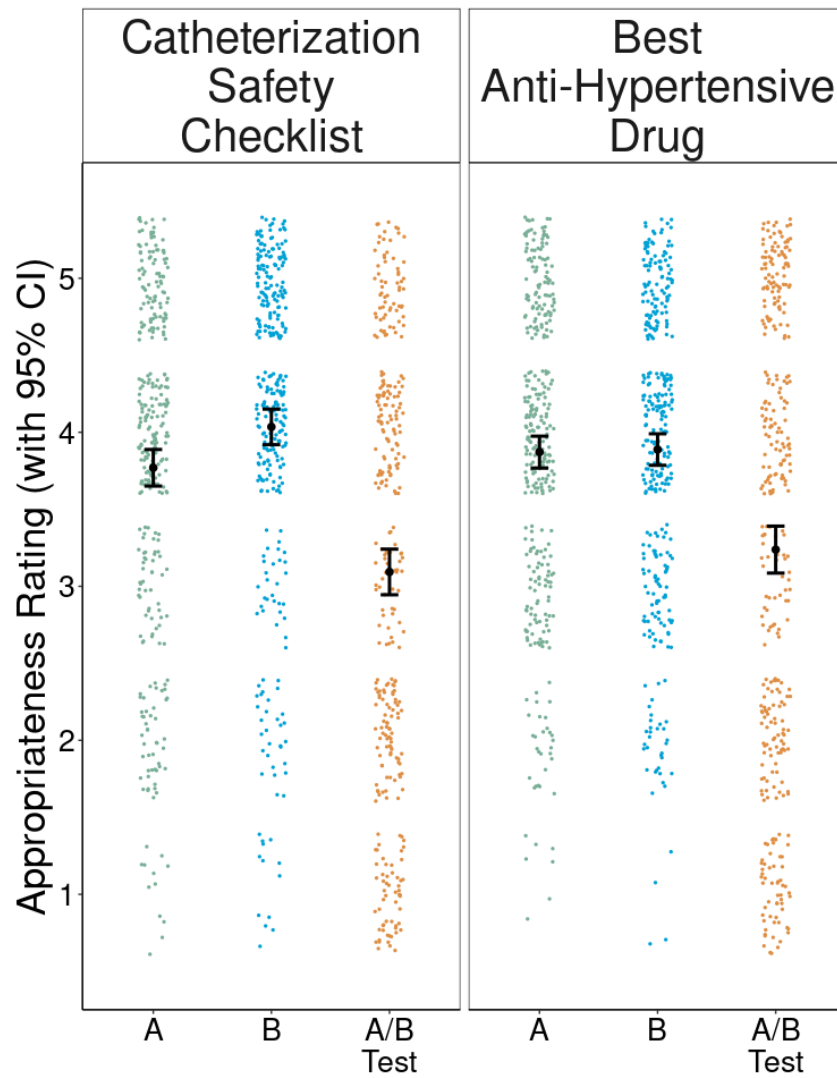 Catheterization
Safety
Checklist
Best
Anti-Hypertensive
Drug
Appropriateness Rating (with 95% CI)
5
4
3
2
1
A
B
A/B
Test
A
B
A/B
Test